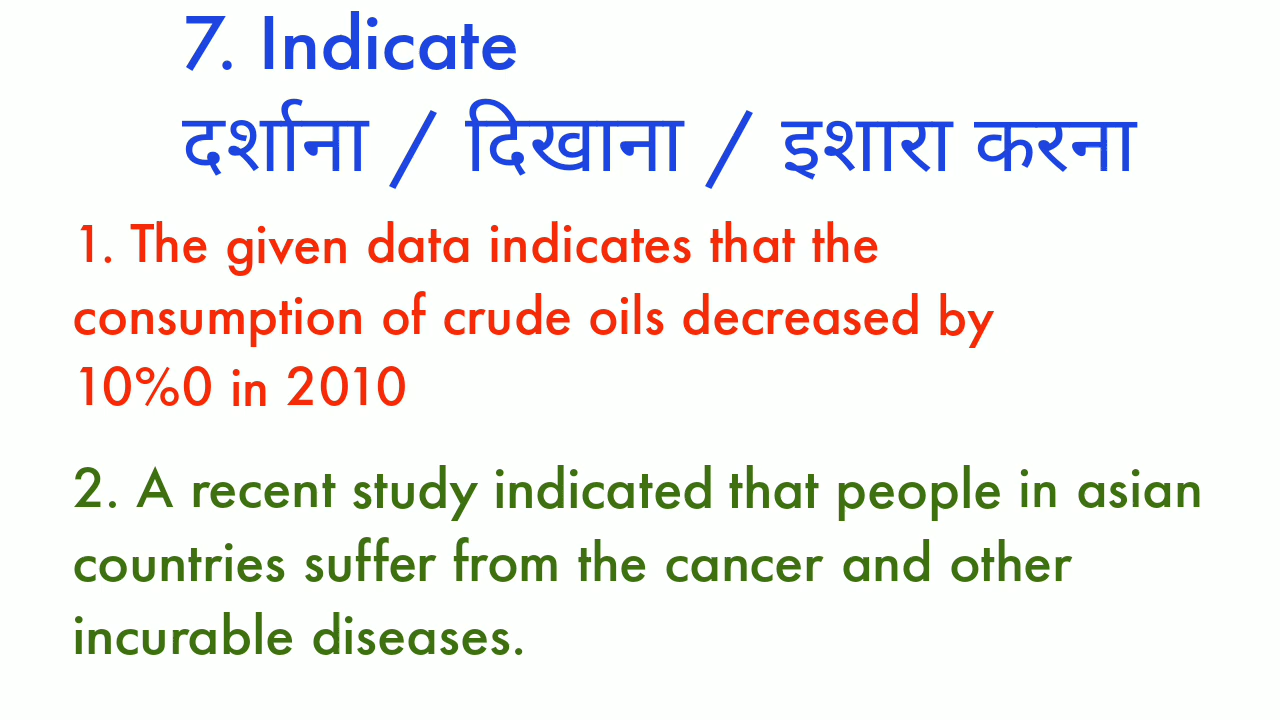 7. Indicate
दर्शाना / दिखाना / इशारा करना
1. The given data indicates that the
consumption of crude oils decreased by
10%0 in 2010
2. A recent study indicated that people in asian
countries suffer from the cancer and other
incurable diseases.